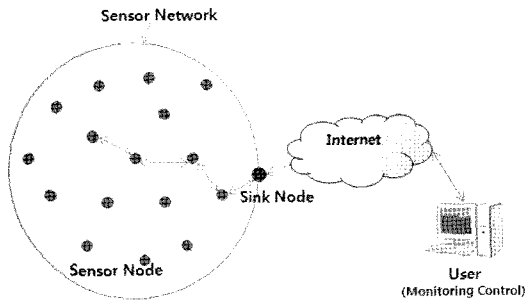 Sensor Network
Internet
Sink Node
Sensor Node
User
(Monitoring Control)